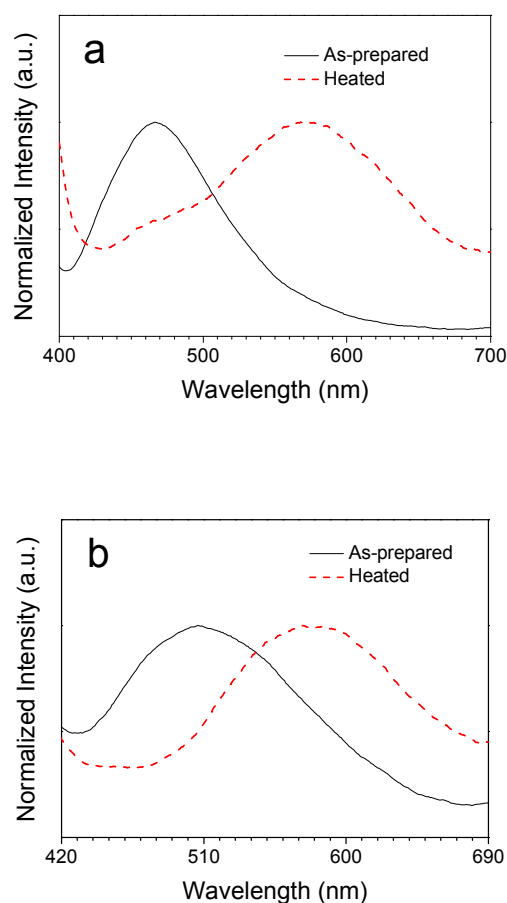 a
As-prepared
Heated
Normalized Intensity (a.u.)
400 500 600 700
Wavelength (nm)
b
As-prepared
Heated
Normalized Intensity (a.u.)
420 510 600 690
Wavelength (nm)